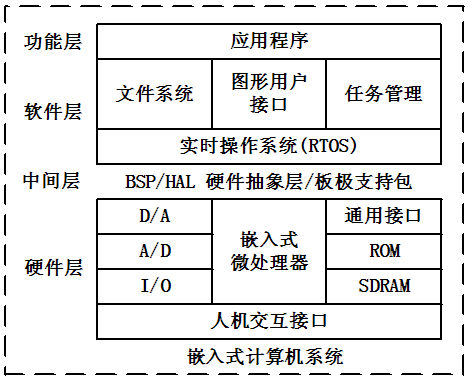 功能层
应用程序
软件层
文件系统
图形用户
接口
任务管理
实时操作系统(RTOS)
中间层
BSP/HAL 硬件抽象层/板极支持包
硬件层
D/A
A/D
I/O
嵌入式
微处理器
通用接口
ROM
SDRAM
人机交互接口
嵌入式计算机系统